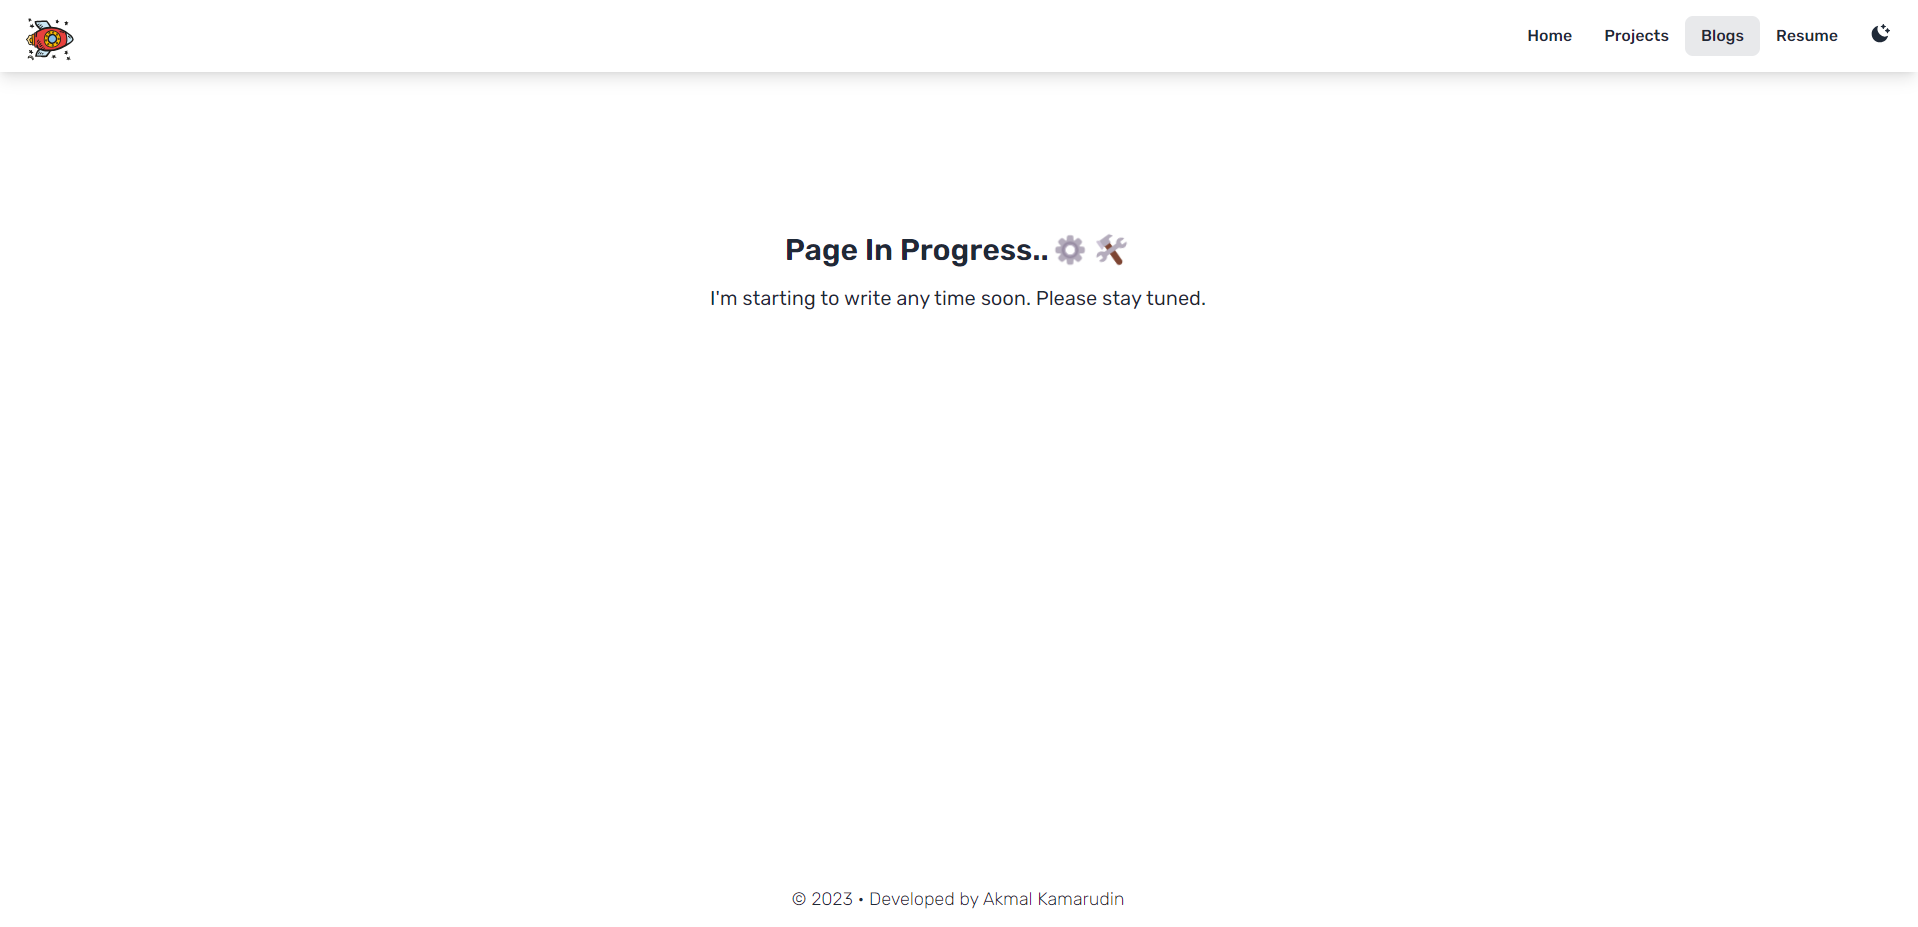 Home Projects Blogs Resume
Page In Progress.. ⚙️ 🛠️
I'm starting to write any time soon. Please stay tuned.
© 2023 • Developed by Akmal Kamarudin